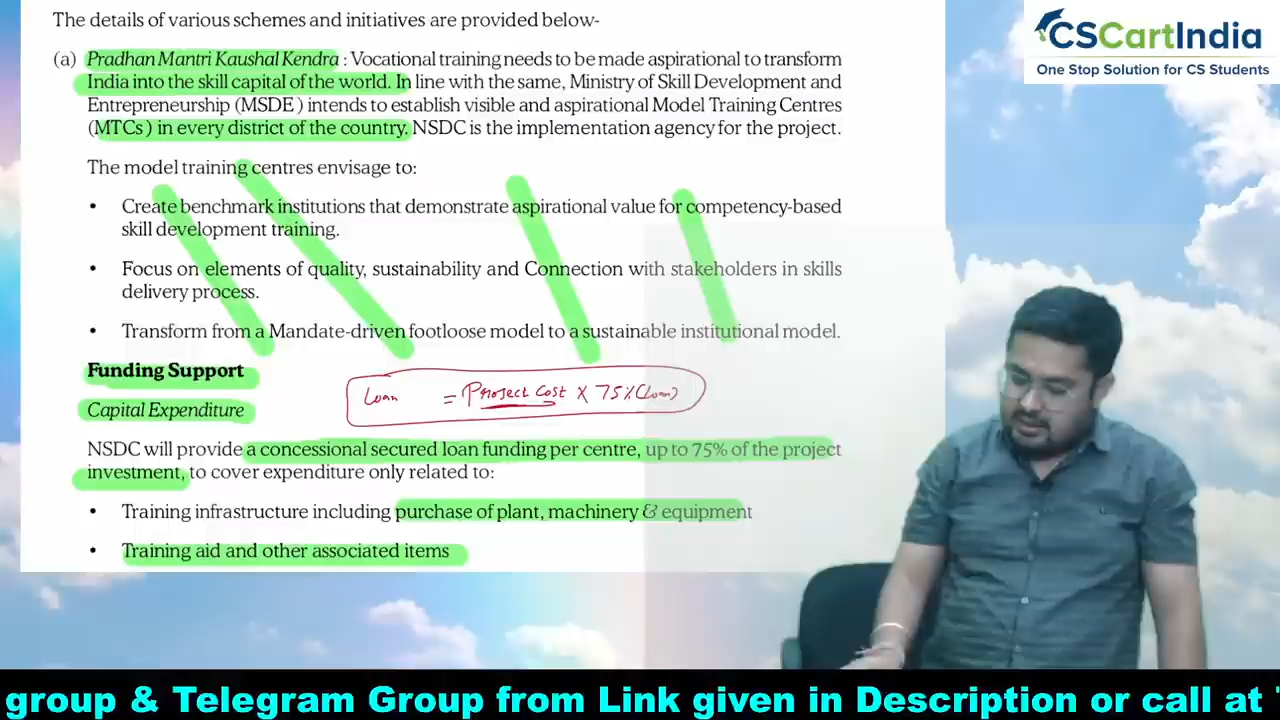 The details of various schemes and initiatives are provided below-
CSCartIndia
One Stop Solution for CS Students
(a) Pradhan Mantri Kaushal Kendra : Vocational training needs to be made aspirational to transform
India into the skill capital of the world. In line with the same, Ministry of Skill Development and
Entrepreneurship (MSDE ) intends to establish visible and aspirational Model Training Centres
(MTCs ) in every district of the country. NSDC is the implementation agency for the project.
The model training centres envisage to:
• Create benchmark institutions that demonstrate aspirational value for competency-based
skill development training.
• Focus on elements of quality, sustainability and Connection with stakeholders in skills
delivery process.
• Transform from a Mandate-driven footloose model to a sustainable institutional model.
Funding Support
Loan = Project Cost X 75% (Loan)
Capital Expenditure
NSDC will provide a concessional secured loan funding per centre, up to 75% of the project
investment, to cover expenditure only related to:
• Training infrastructure including purchase of plant, machinery & equipment
• Training aid and other associated items
group & Telegram Group from Link given in Description or call at